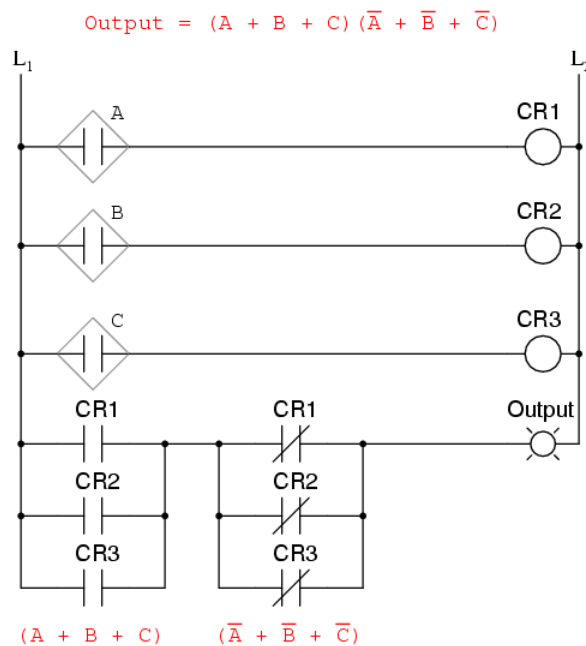 Output = (A + B + C)(A̅ + B̅ + C̅)
L₁ L₂
A CR1
B CR2
C CR3
CR1 CR1 Output
CR2 CR2
CR3 CR3
(A + B + C) (A̅ + B̅ + C̅)